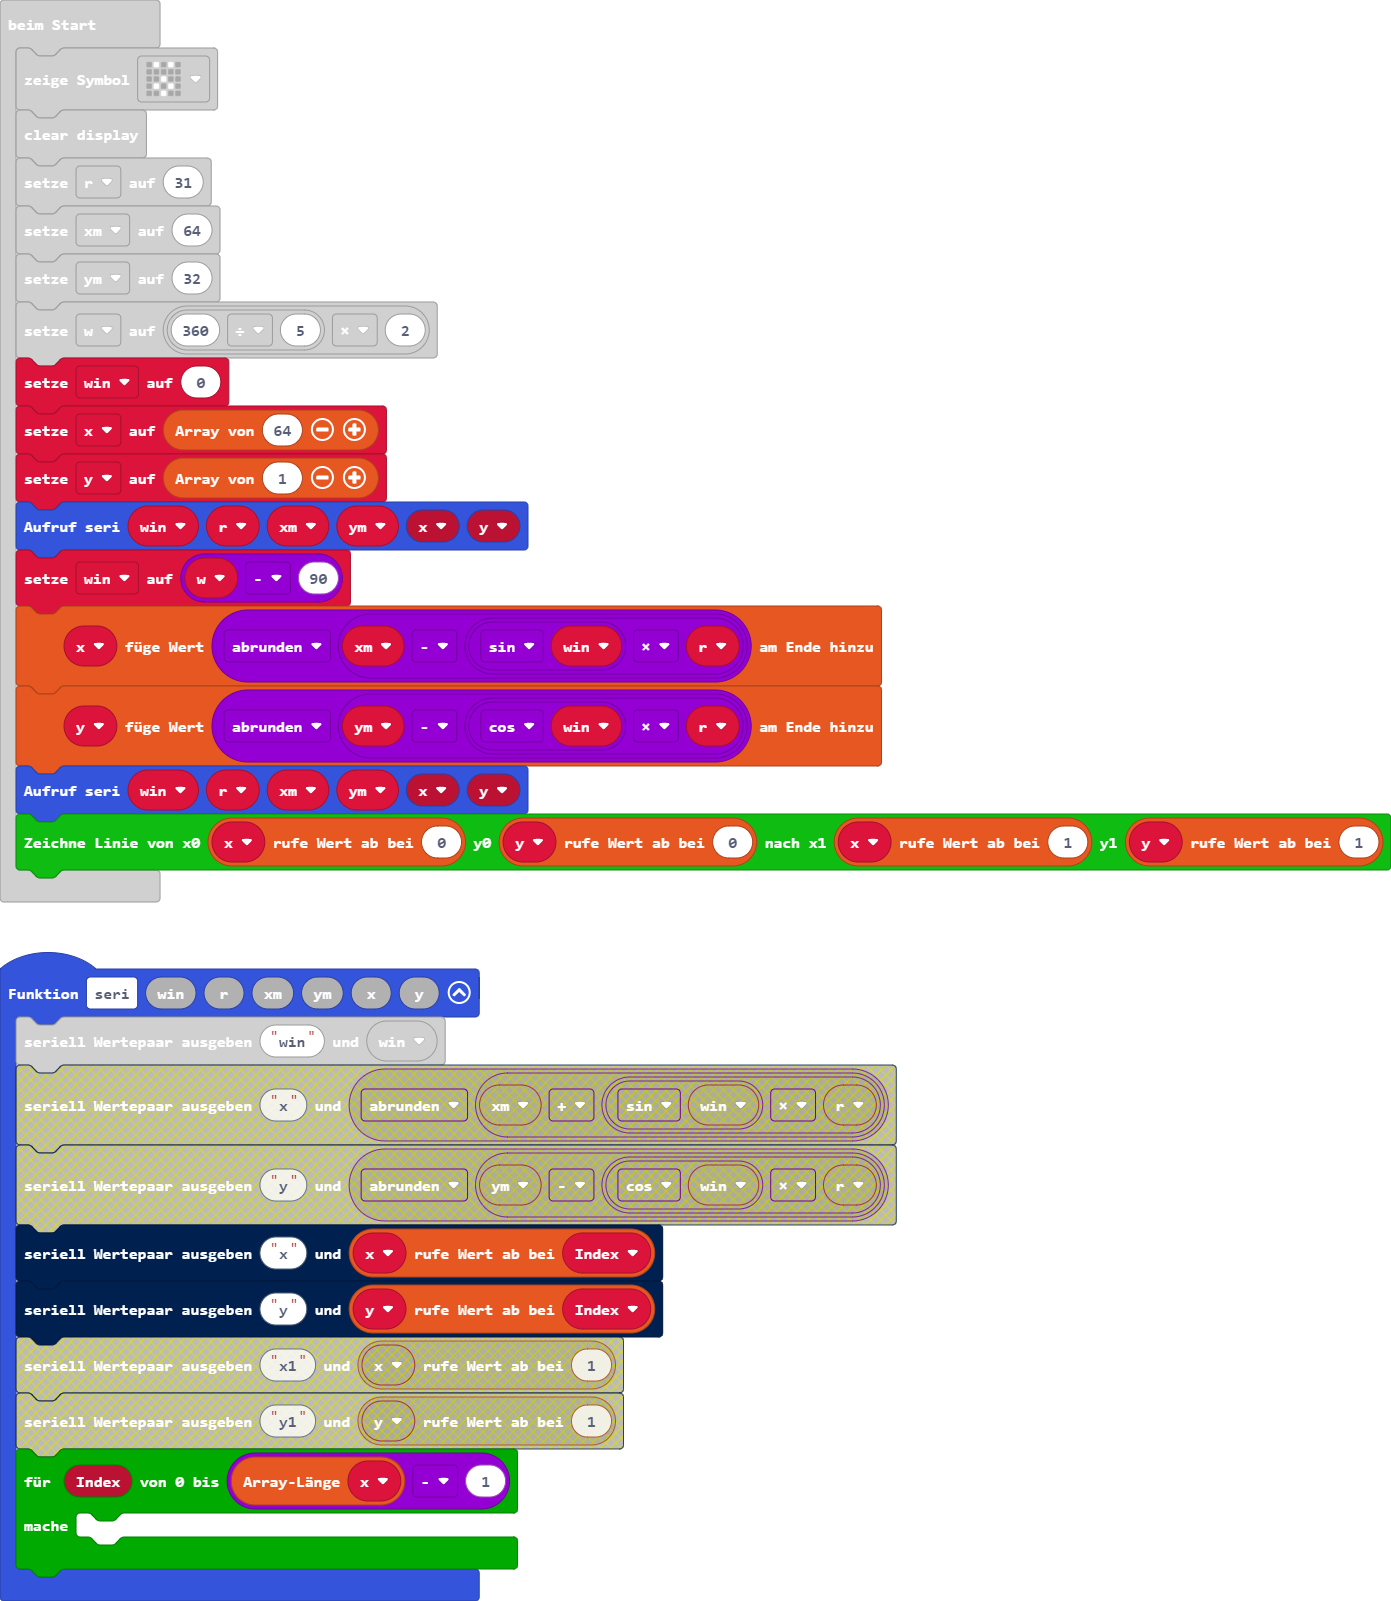 beim Start
zeige Symbol
clear display
setze r auf 31
setze xm auf 64
setze ym auf 32
setze w auf 360 ÷ 5 × 2
setze win auf 0
setze x auf Array von 64
setze y auf Array von 1
Aufruf seri win r xm ym x y
setze win auf w - 90
x füge Wert abrunden xm - sin win × r am Ende hinzu
y füge Wert abrunden ym - cos win × r am Ende hinzu
Aufruf seri win r xm ym x y
Zeichne Linie von x0 x rufe Wert ab bei 0 y0 y rufe Wert ab bei 0 nach x1 x rufe Wert ab bei 1 y1 y rufe Wert ab bei 1
Funktion seri win r xm ym x y
seriell Wertepaar ausgeben "win" und win
seriell Wertepaar ausgeben "x" und abrunden xm + sin win × r
seriell Wertepaar ausgeben "y" und abrunden ym - cos win × r
seriell Wertepaar ausgeben "x" und x rufe Wert ab bei Index
seriell Wertepaar ausgeben "y" und y rufe Wert ab bei Index
seriell Wertepaar ausgeben "x1" und x rufe Wert ab bei 1
seriell Wertepaar ausgeben "y1" und y rufe Wert ab bei 1
für Index von 0 bis Array-Länge x - 1
mache